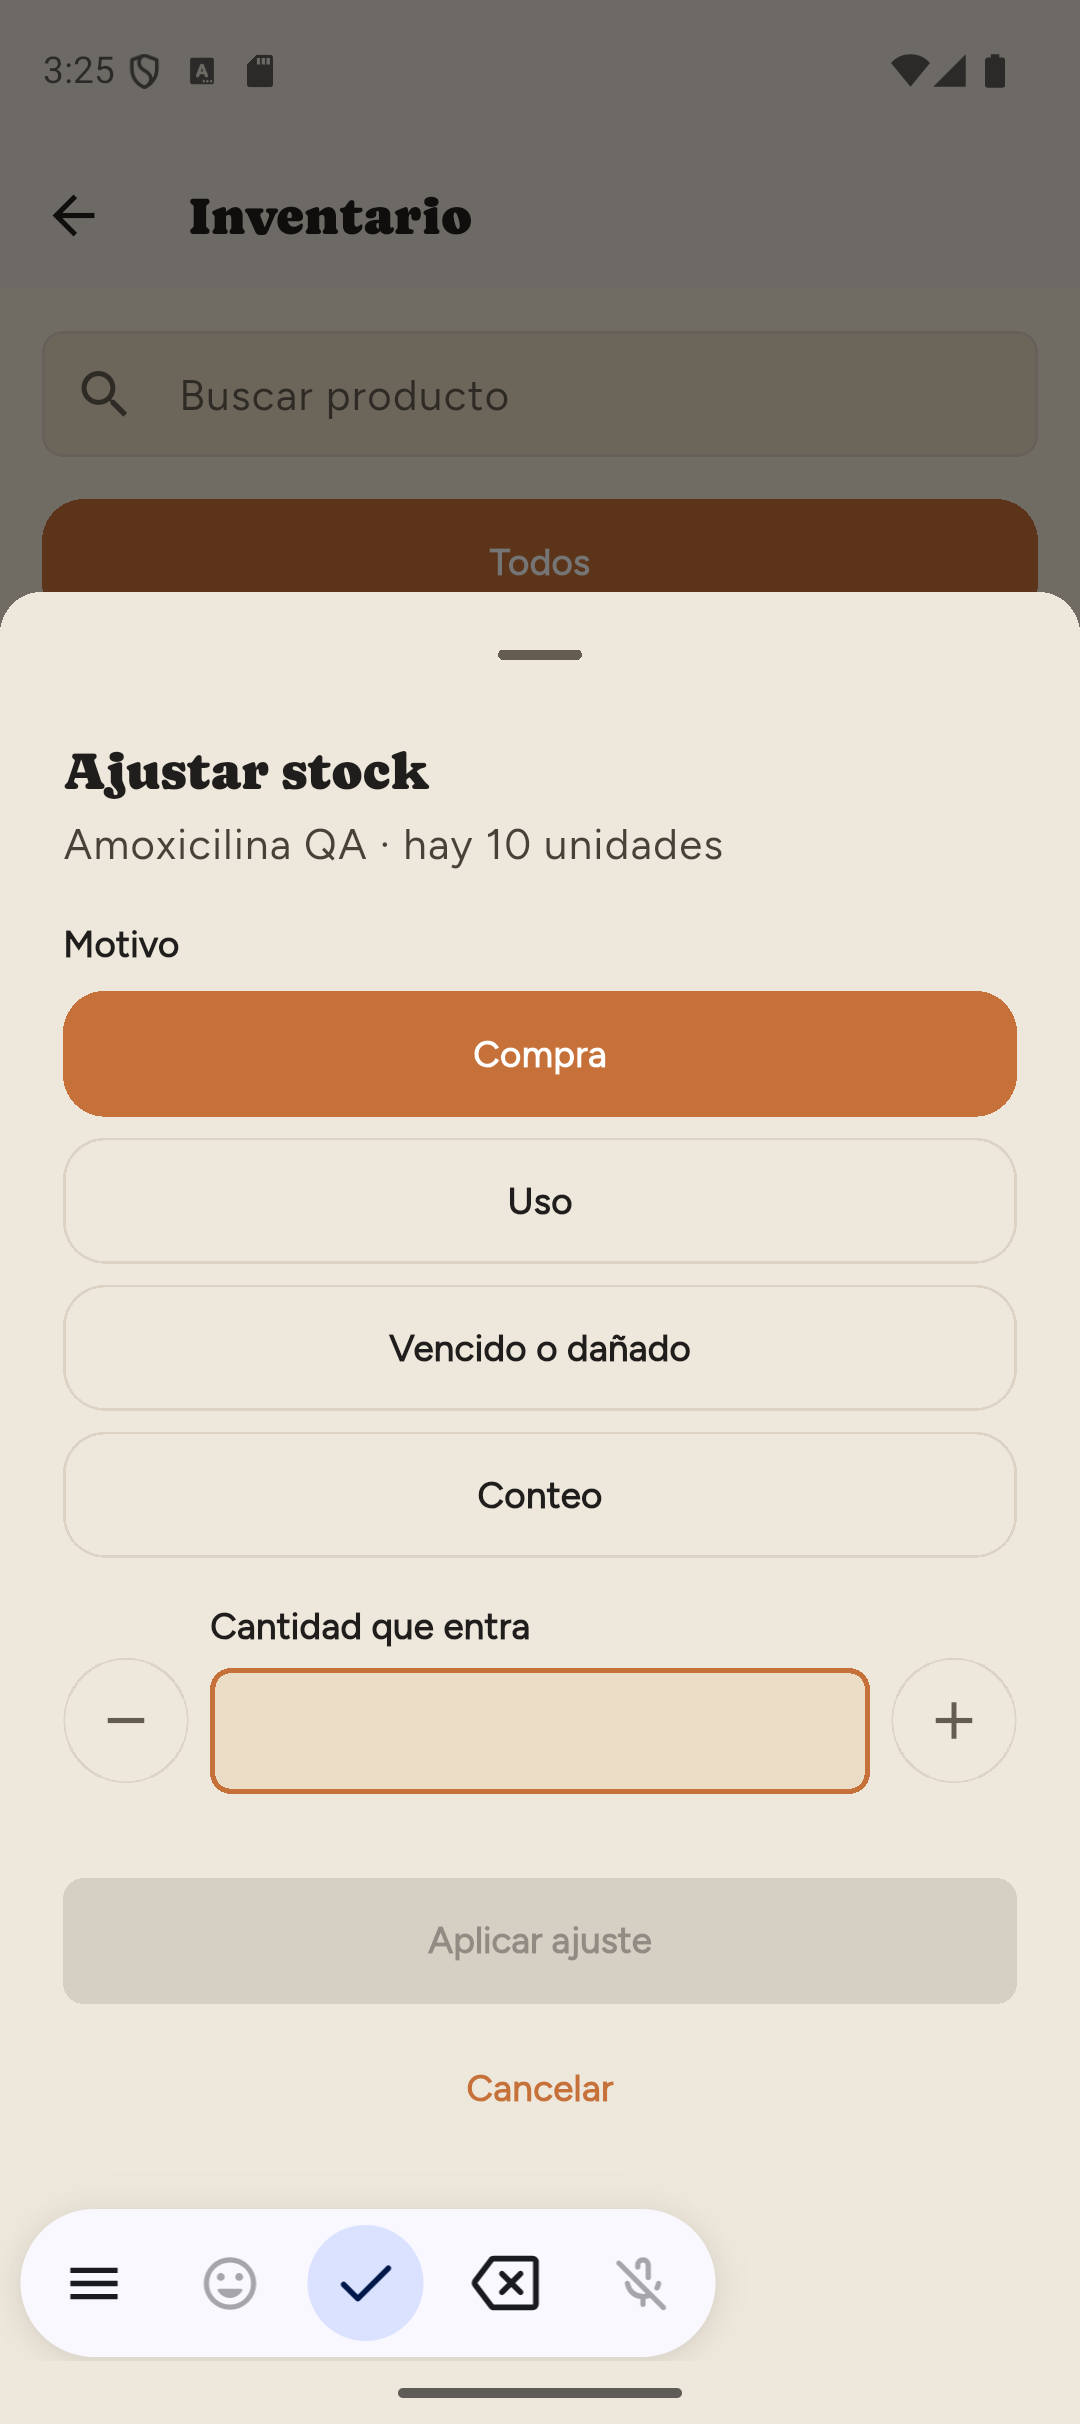 3:25
Inventario
Buscar producto
Todos
Ajustar stock
Amoxicilina QA · hay 10 unidades
Motivo
Compra
Uso
Vencido o dañado
Conteo
Cantidad que entra
Aplicar ajuste
Cancelar